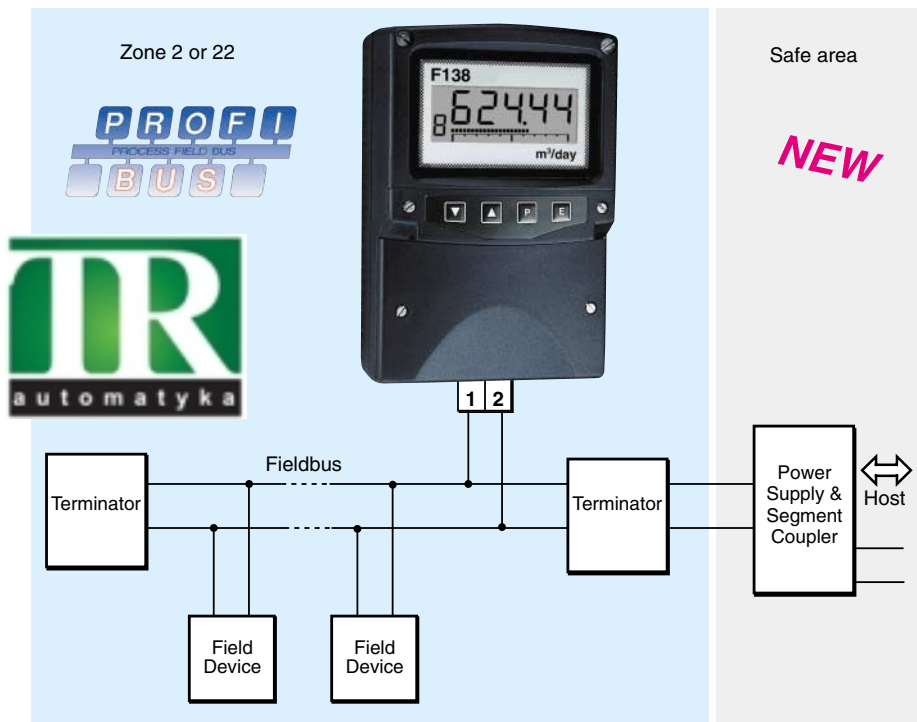 Zone 2 or 22
Safe area
PROFI
PROCESS FIELD BUS
BUS
NEW
F138
8 624.44
m³/day
P E
TR
automatyka
1 2
Fieldbus
Terminator
Terminator
Power
Supply &
Segment
Coupler
Host
Field
Device
Field
Device